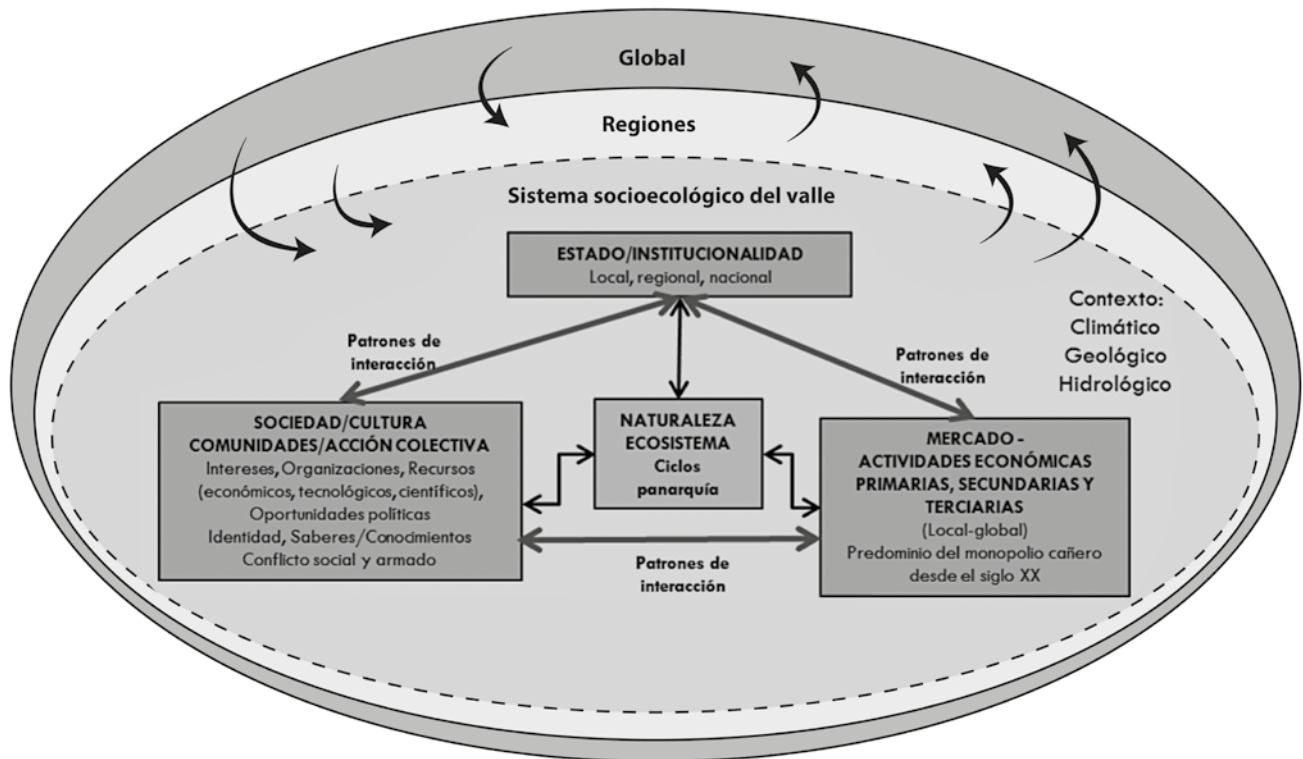 Global
Regiones
Sistema socioecológico del valle
ESTADO/INSTITUCIONALIDAD
Local, regional, nacional
Contexto:
Climático
Geológico
Hidrológico
Patrones de
interacción
Patrones de
interacción
SOCIEDAD/CULTURA
COMUNIDADES/ACCIÓN COLECTIVA
Intereses, Organizaciones, Recursos
(económicos, tecnológicos, científicos),
Oportunidades políticas
Identidad, Saberes/Conocimientos
Conflicto social y armado
NATURALEZA
ECOSISTEMA
Ciclos
panarquía
MERCADO -
ACTIVIDADES ECONÓMICAS
PRIMARIAS, SECUNDARIAS Y
TERCIARIAS
(Local-global)
Predominio del monopolio cañero
desde el siglo XX
Patrones de
interacción